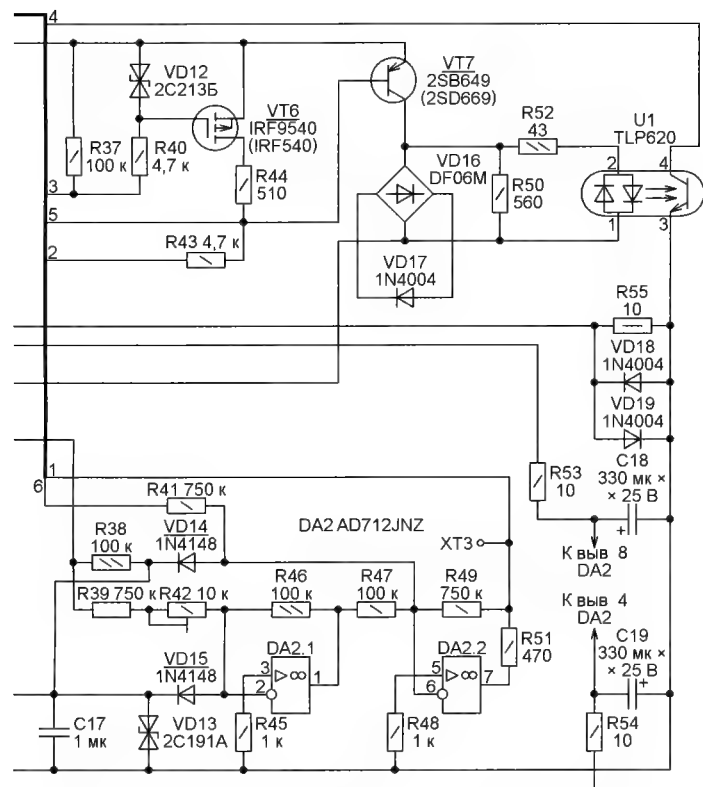 4
VD12
2С213Б
VT7
2SB649
(2SD669)
VT6
IRF9540
(IRF540)
R37
100 к
R40
4,7 к
R44
510
R52
43
U1
TLP620
2
4
VD16
DF06M
R50
560
1
3
3
5
2
R43 4,7 к
VD17
1N4004
R55
10
VD18
1N4004
VD19
1N4004
C18
330 мк ×
× 25 В
+
R53
10
К выв 8
DA2
1
6
R41 750 к
DA2 AD712JNZ
XT3
R38
100 к
VD14
1N4148
R39 750 к
R42 10 к
R46
100 к
R47
100 к
R49
750 к
К выв 4
DA2
C19
330 мк ×
× 25 В
+
R51
470
VD15
1N4148
DA2.1
3
2
▷∞
1
DA2.2
5
6
▷∞
7
C17
1 мк
VD13
2С191А
R45
1 к
R48
1 к
R54
10